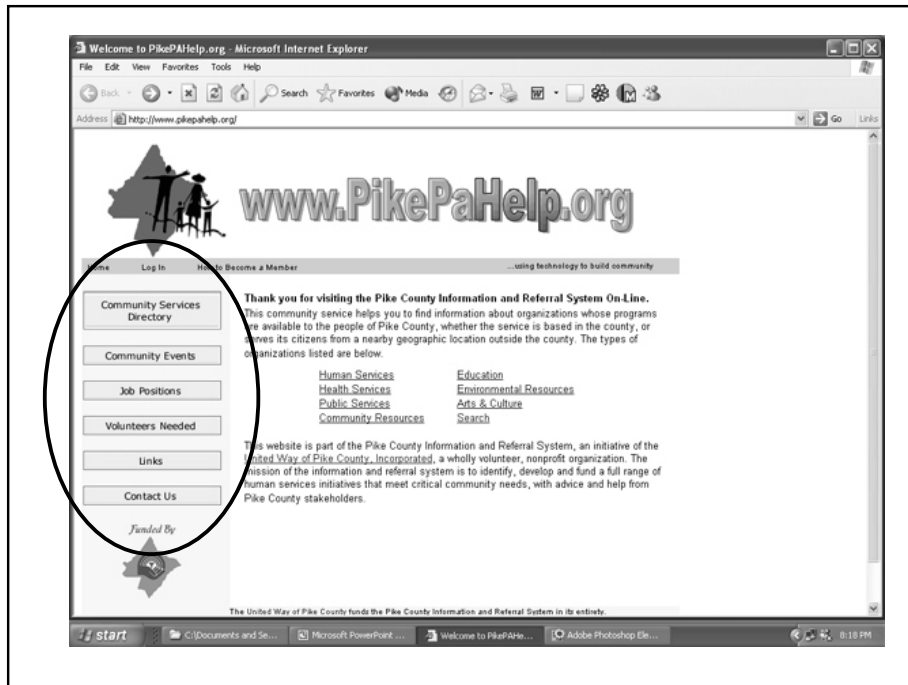 Welcome to PikePAHelp.org - Microsoft Internet Explorer
File Edit View Favorites Tools Help
Back Search Favorites Media
Address http://www.pikepahelp.org/ Go Links
www.PikePaHelp.org
Home Log In How to Become a Member ...using technology to build community
Community Services
Directory
Community Events
Job Positions
Volunteers Needed
Links
Contact Us
Funded By
Thank you for visiting the Pike County Information and Referral System On-Line.
This community service helps you to find information about organizations whose programs
are available to the people of Pike County, whether the service is based in the county, or
serves its citizens from a nearby geographic location outside the county. The types of
organizations listed are below.
Human Services Education
Health Services Environmental Resources
Public Services Arts & Culture
Community Resources Search
This website is part of the Pike County Information and Referral System, an initiative of the
United Way of Pike County, Incorporated, a wholly volunteer, nonprofit organization. The
mission of the information and referral system is to identify, develop and fund a full range of
human services initiatives that meet critical community needs, with advice and help from
Pike County stakeholders.
The United Way of Pike County funds the Pike County Information and Referral System in its entirety.
start C:\Documents and Se... Microsoft PowerPoint ... Welcome to PikePAHe... Adobe Photoshop Ele... 8:18 PM